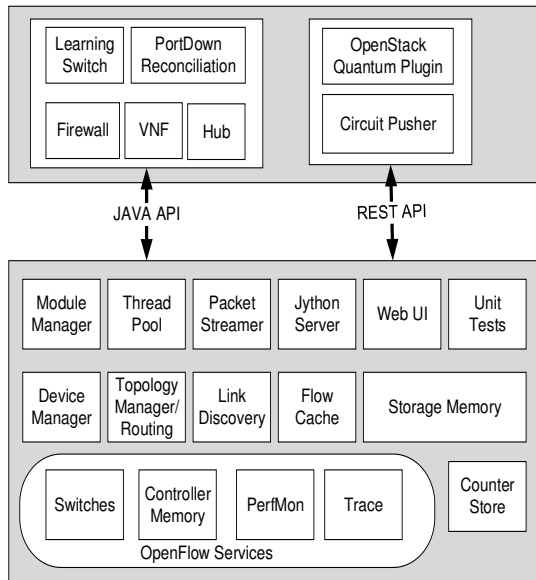 Learning
Switch
PortDown
Reconciliation
OpenStack
Quantum Plugin
Firewall
VNF
Hub
Circuit Pusher
JAVA API
REST API
Module
Manager
Thread
Pool
Packet
Streamer
Jython
Server
Web UI
Unit
Tests
Device
Manager
Topology
Manager/
Routing
Link
Discovery
Flow
Cache
Storage Memory
Switches
Controller
Memory
PerfMon
Trace
Counter
Store
OpenFlow Services